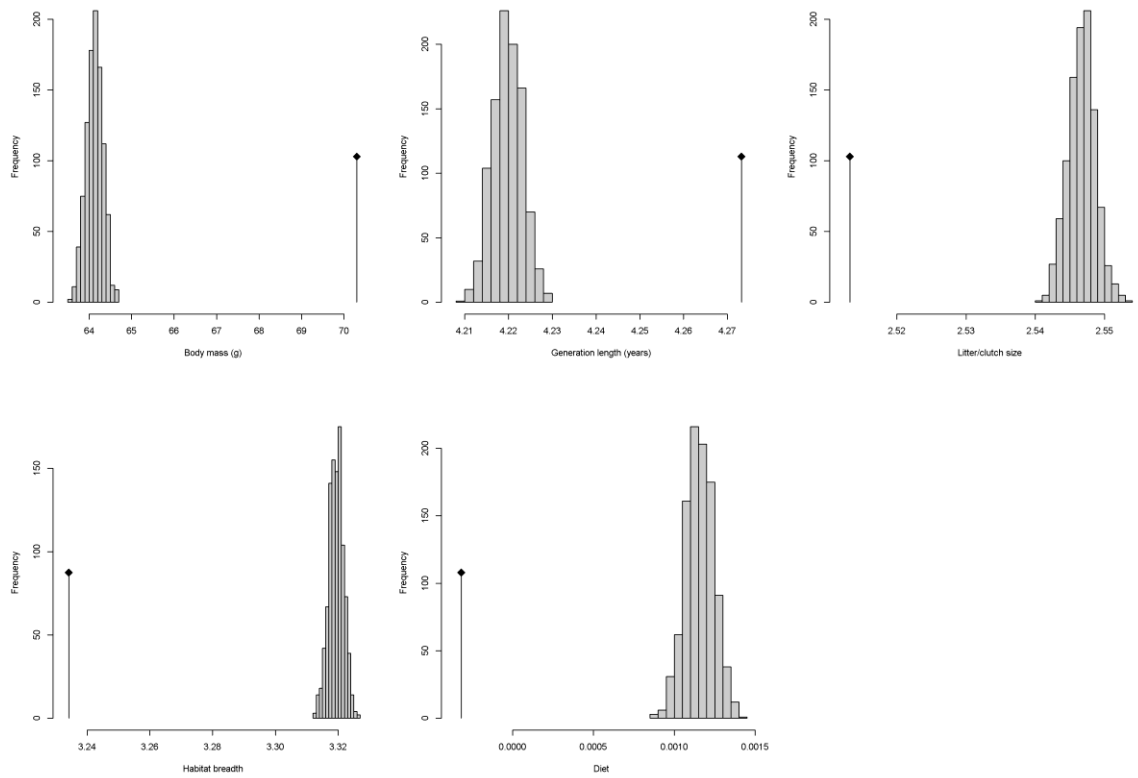 Frequency
0 50 100 150 200
64 65 66 67 68 69 70
Body mass (g)
Frequency
0 50 100 150 200
4.21 4.22 4.23 4.24 4.25 4.26 4.27
Generation length (years)
Frequency
0 50 100 150 200
2.52 2.53 2.54 2.55
Litter/clutch size
Frequency
0 50 100 150
3.24 3.26 3.28 3.30 3.32
Habitat breadth
Frequency
0 50 100 150 200
0.0000 0.0005 0.0010 0.0015
Diet